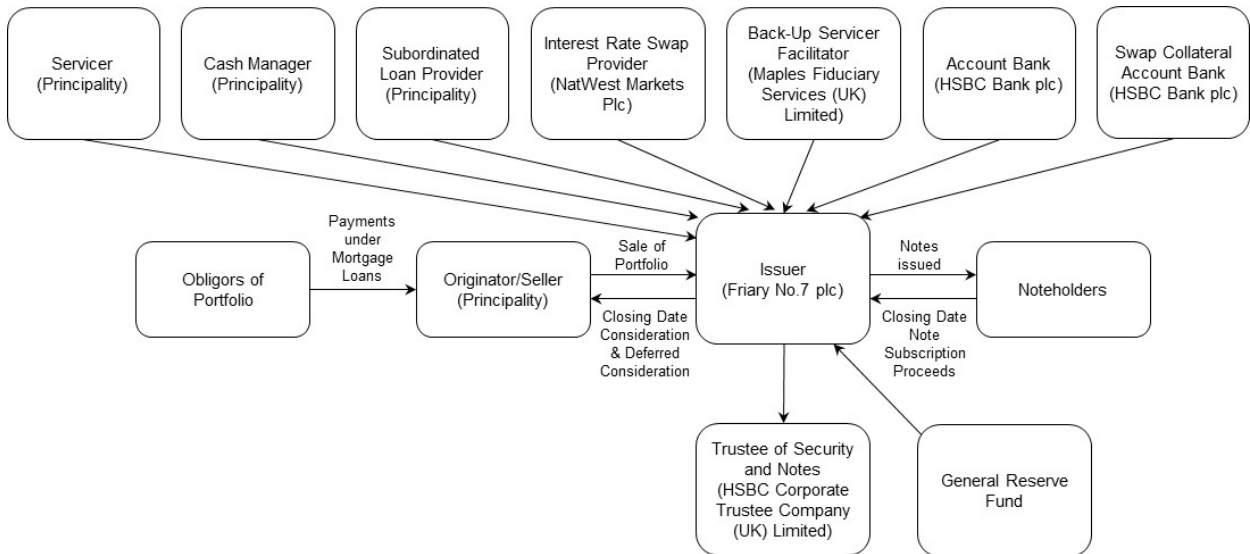 Servicer
(Principality)
Cash Manager
(Principality)
Subordinated
Loan Provider
(Principality)
Interest Rate Swap
Provider
(NatWest Markets
Plc)
Back-Up Servicer
Facilitator
(Maples Fiduciary
Services (UK)
Limited)
Account Bank
(HSBC Bank plc)
Swap Collateral
Account Bank
(HSBC Bank plc)
Obligors of
Portfolio
Payments
under
Mortgage
Loans
Originator/Seller
(Principality)
Sale of
Portfolio
Closing Date
Consideration
& Deferred
Consideration
Issuer
(Friary No.7 plc)
Notes
issued
Closing Date
Note
Subscription
Proceeds
Noteholders
Trustee of Security
and Notes
(HSBC Corporate
Trustee Company
(UK) Limited)
General Reserve
Fund